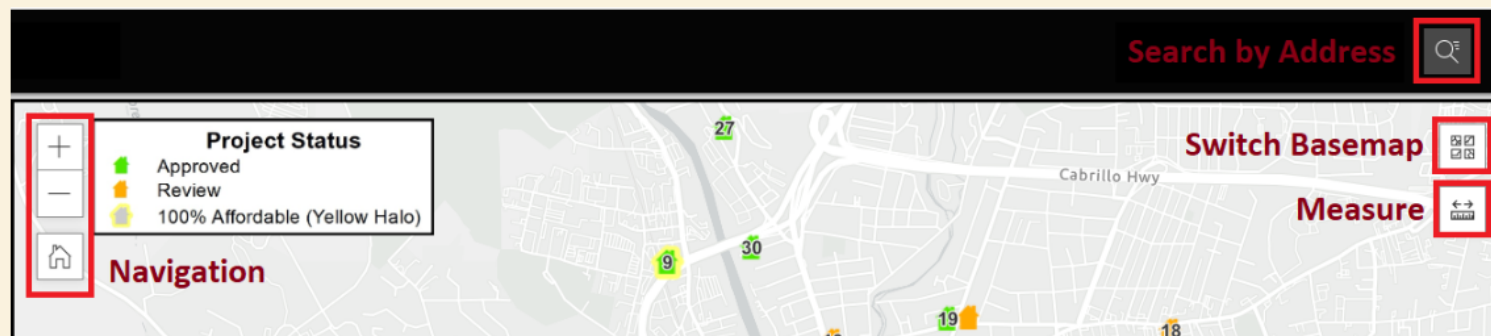 Search by Address
Project Status
Approved
Review
100% Affordable (Yellow Halo)
Navigation
Switch Basemap
Measure
Cabrillo Hwy
27
30
9
19
18